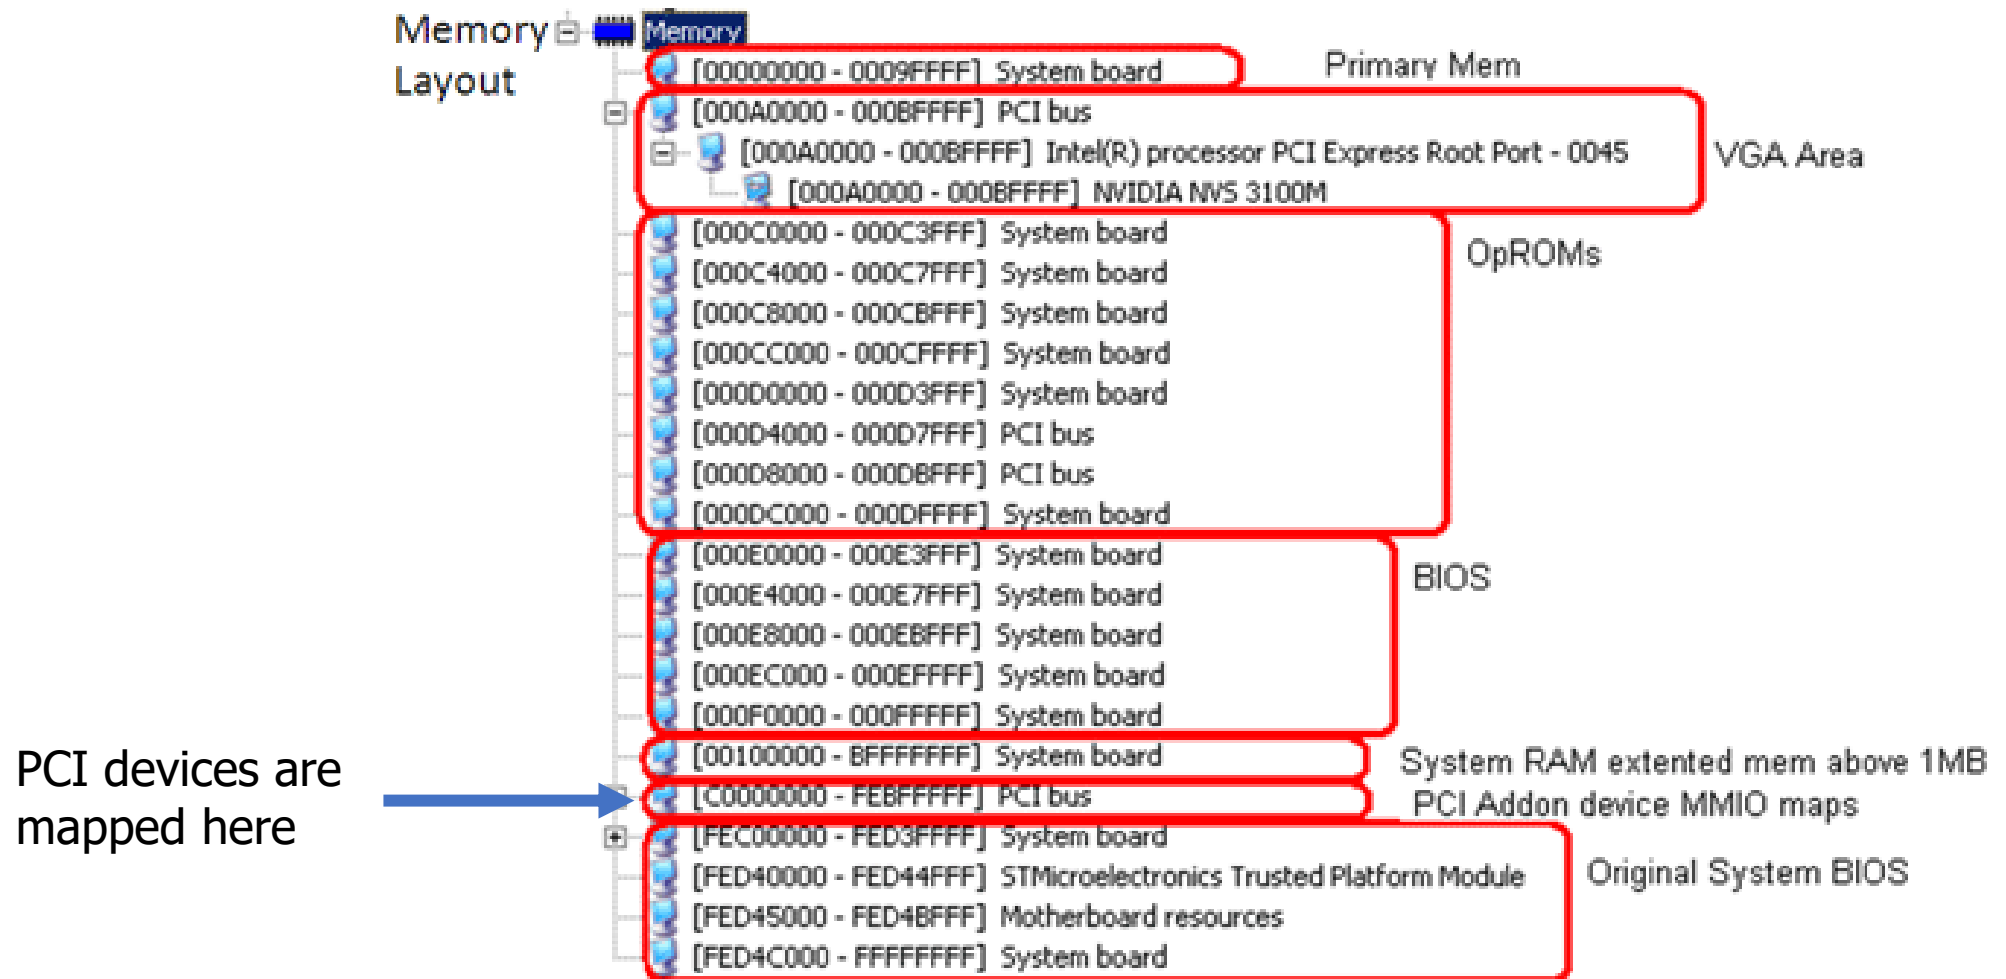 Memory
Layout
Memory
[00000000 - 0009FFFF] System board
Primary Mem
[000A0000 - 000BFFFF] PCI bus
[000A0000 - 000BFFFF] Intel(R) processor PCI Express Root Port - 0045
VGA Area
[000A0000 - 000BFFFF] NVIDIA NVS 3100M
[000C0000 - 000C3FFF] System board
OpROMs
[000C4000 - 000C7FFF] System board
[000C8000 - 000CBFFF] System board
[000CC000 - 000CFFFF] System board
[000D0000 - 000D3FFF] System board
[000D4000 - 000D7FFF] PCI bus
[000D8000 - 000DBFFF] PCI bus
[000DC000 - 000DFFFF] System board
[000E0000 - 000E3FFF] System board
BIOS
[000E4000 - 000E7FFF] System board
[000E8000 - 000EBFFF] System board
[000EC000 - 000EFFFF] System board
[000F0000 - 000FFFFF] System board
[00100000 - BFFFFFFF] System board
System RAM extented mem above 1MB
PCI devices are
mapped here
[C0000000 - FEBFFFFF] PCI bus
PCI Addon device MMIO maps
[FEC00000 - FED3FFFF] System board
[FED40000 - FED44FFF] STMicroelectronics Trusted Platform Module
Original System BIOS
[FED45000 - FED4BFFF] Motherboard resources
[FED4C000 - FFFFFFFF] System board